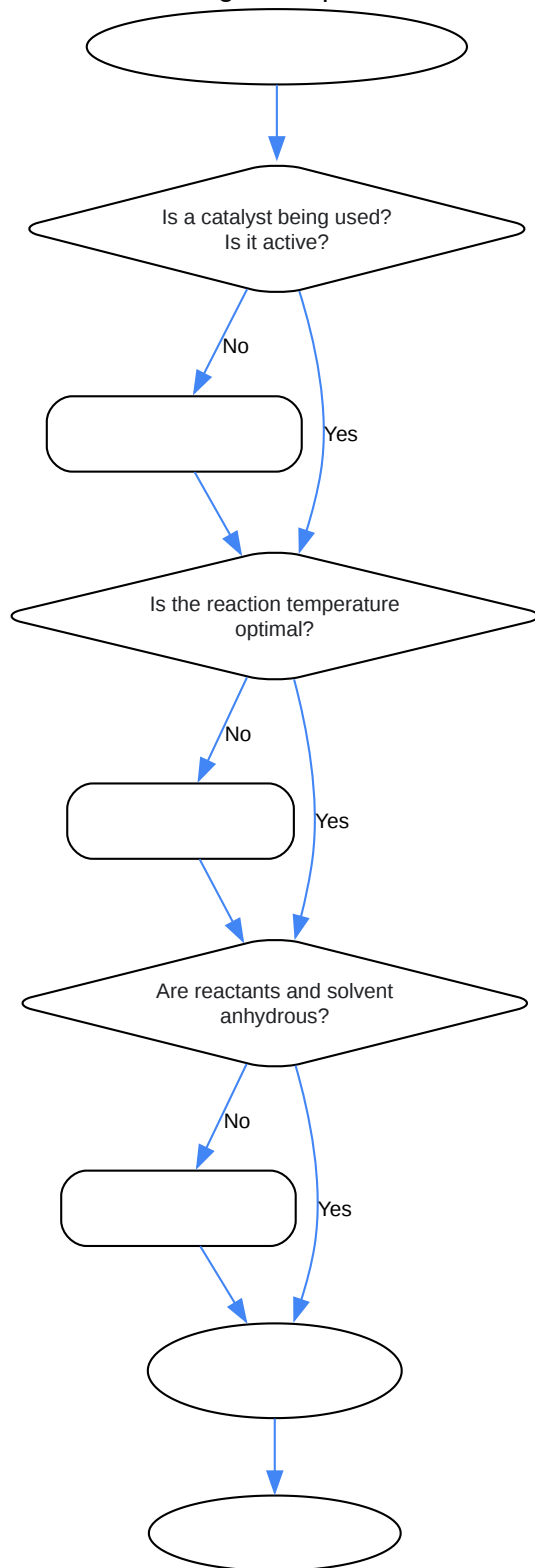 Is a catalyst being used?
Is it active?
No
Yes
Is the reaction temperature
optimal?
No
Yes
Are reactants and solvent
anhydrous?
No
Yes